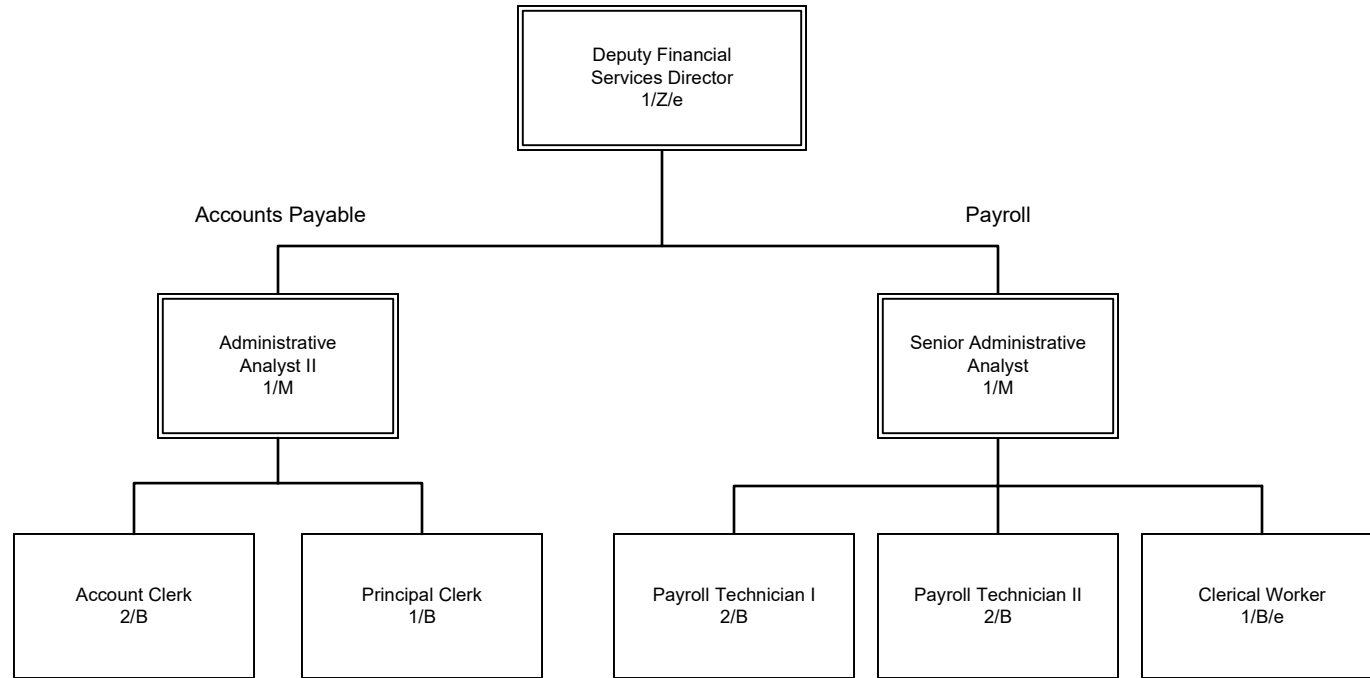 Deputy Financial
Services Director
1/Z/e
Accounts Payable
Payroll
Administrative
Analyst II
1/M
Senior Administrative
Analyst
1/M
Account Clerk
2/B
Principal Clerk
1/B
Payroll Technician I
2/B
Payroll Technician II
2/B
Clerical Worker
1/B/e